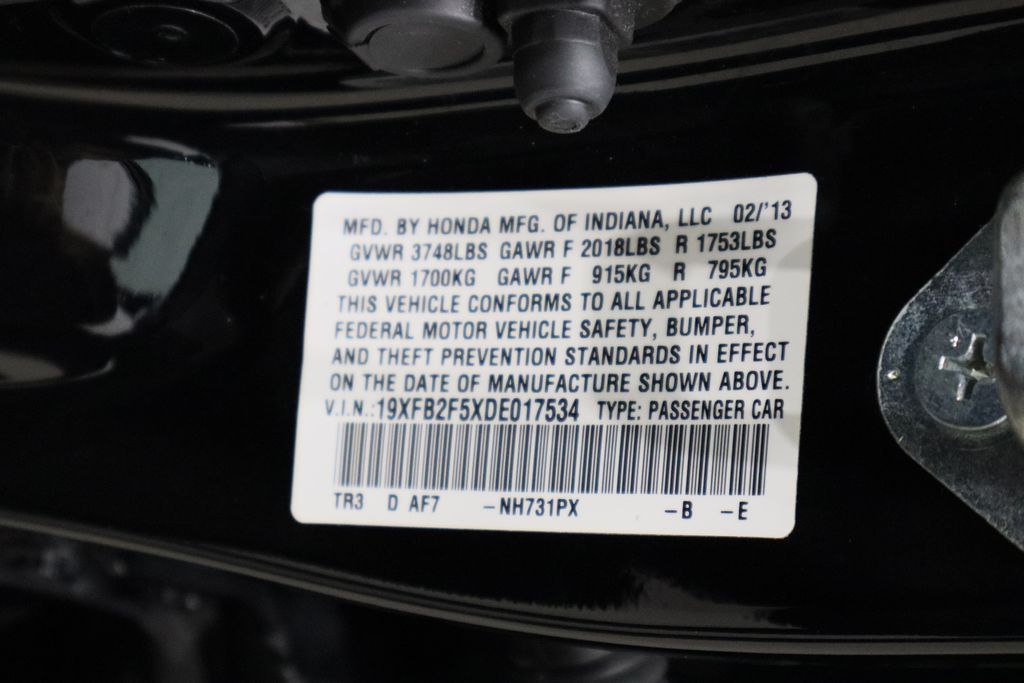 MFD. BY HONDA MFG. OF INDIANA, LLC 02/'13
GVWR 3748LBS GAWR F 2018LBS R 1753LBS
GVWR 1700KG GAWR F 915KG R 795KG
THIS VEHICLE CONFORMS TO ALL APPLICABLE
FEDERAL MOTOR VEHICLE SAFETY, BUMPER,
AND THEFT PREVENTION STANDARDS IN EFFECT
ON THE DATE OF MANUFACTURE SHOWN ABOVE.
V.I.N.:19XFB2F5XDE017534 TYPE: PASSENGER CAR
TR3 D AF7 –NH731PX –B –E